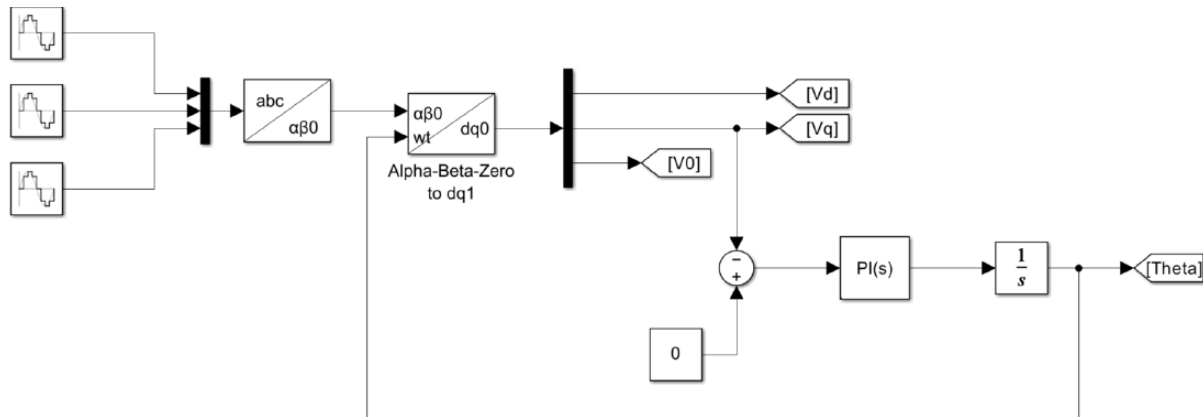 abc
αβ0
αβ0
wt
dq0
Alpha-Beta-Zero
to dq1
[Vd]
[Vq]
[V0]
−
+
0
PI(s)
1
s
[Theta]